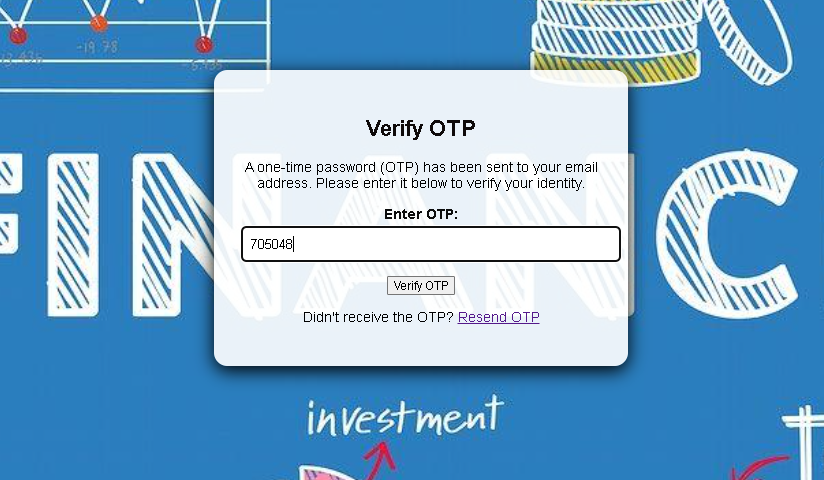 -19.78
Verify OTP
A one-time password (OTP) has been sent to your email
address. Please enter it below to verify your identity.
FINANC
Enter OTP:
705048
Verify OTP
Didn't receive the OTP? Resend OTP
investment